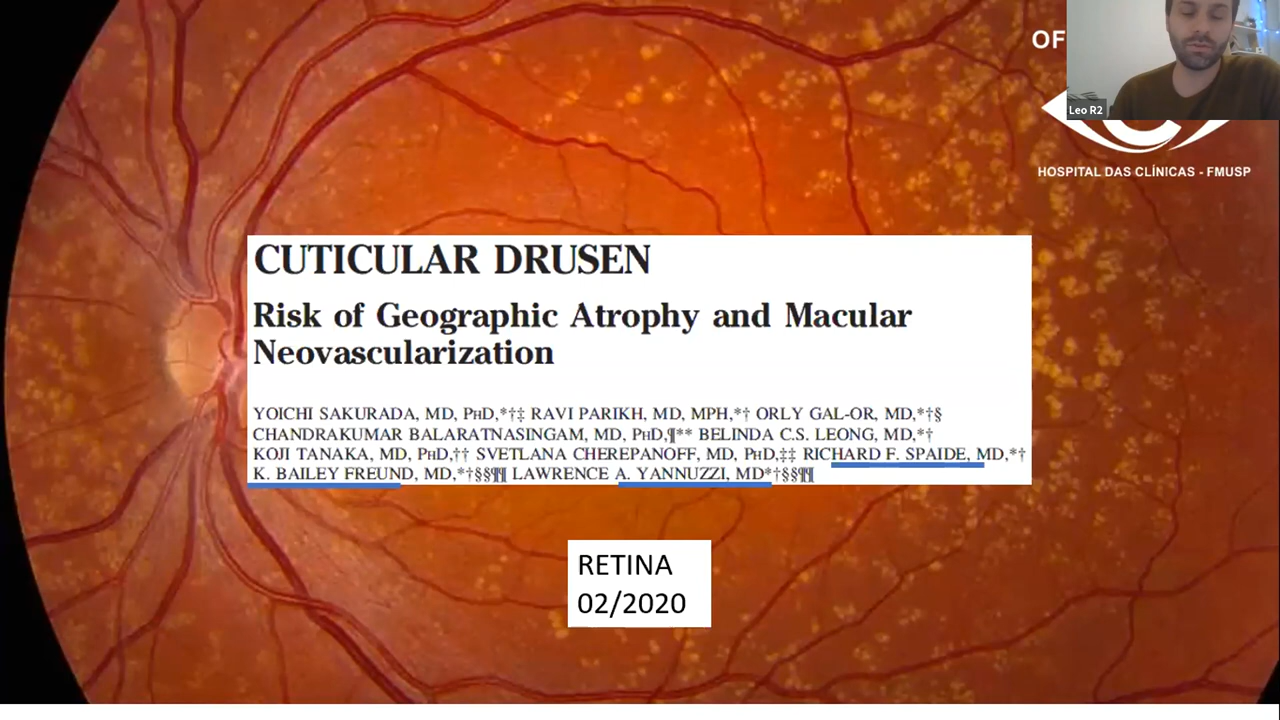 OF
Leo R2
HOSPITAL DAS CLÍNICAS - FMUSP
CUTICULAR DRUSEN
Risk of Geographic Atrophy and Macular
Neovascularization
YOICHI SAKURADA, MD, PHD,*†‡ RAVI PARIKH, MD, MPH,*† ORLY GAL-OR, MD,*†§
CHANDRAKUMAR BALARATNASINGAM, MD, PHD,¶** BELINDA C.S. LEONG, MD,*†
KOJI TANAKA, MD, PHD,†† SVETLANA CHEREPANOFF, MD, PHD,‡‡ RICHARD F. SPAIDE, MD,*†
K. BAILEY FREUND, MD,*†§§¶¶ LAWRENCE A. YANNUZZI, MD*†§§¶¶
RETINA
02/2020